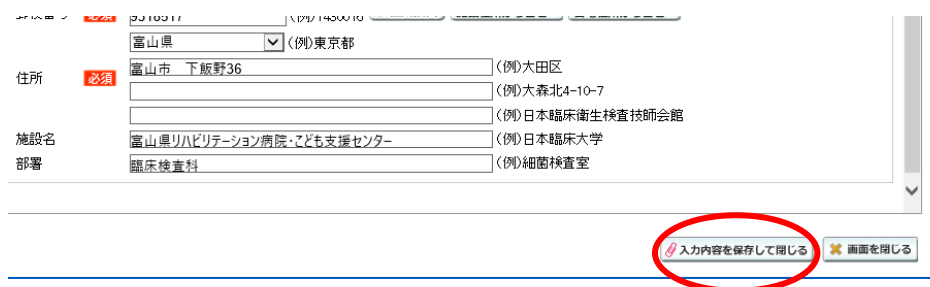 必須 9318517 (例)1430016
富山県 (例)東京都
住所 必須 富山市 下飯野36 (例)大田区
(例)大森北4-10-7
(例)日本臨床衛生検査技師会館
施設名 富山県リハビリテーション病院・こども支援センター (例)日本臨床大学
部署 臨床検査科 (例)細菌検査室
入力内容を保存して閉じる 画面を閉じる